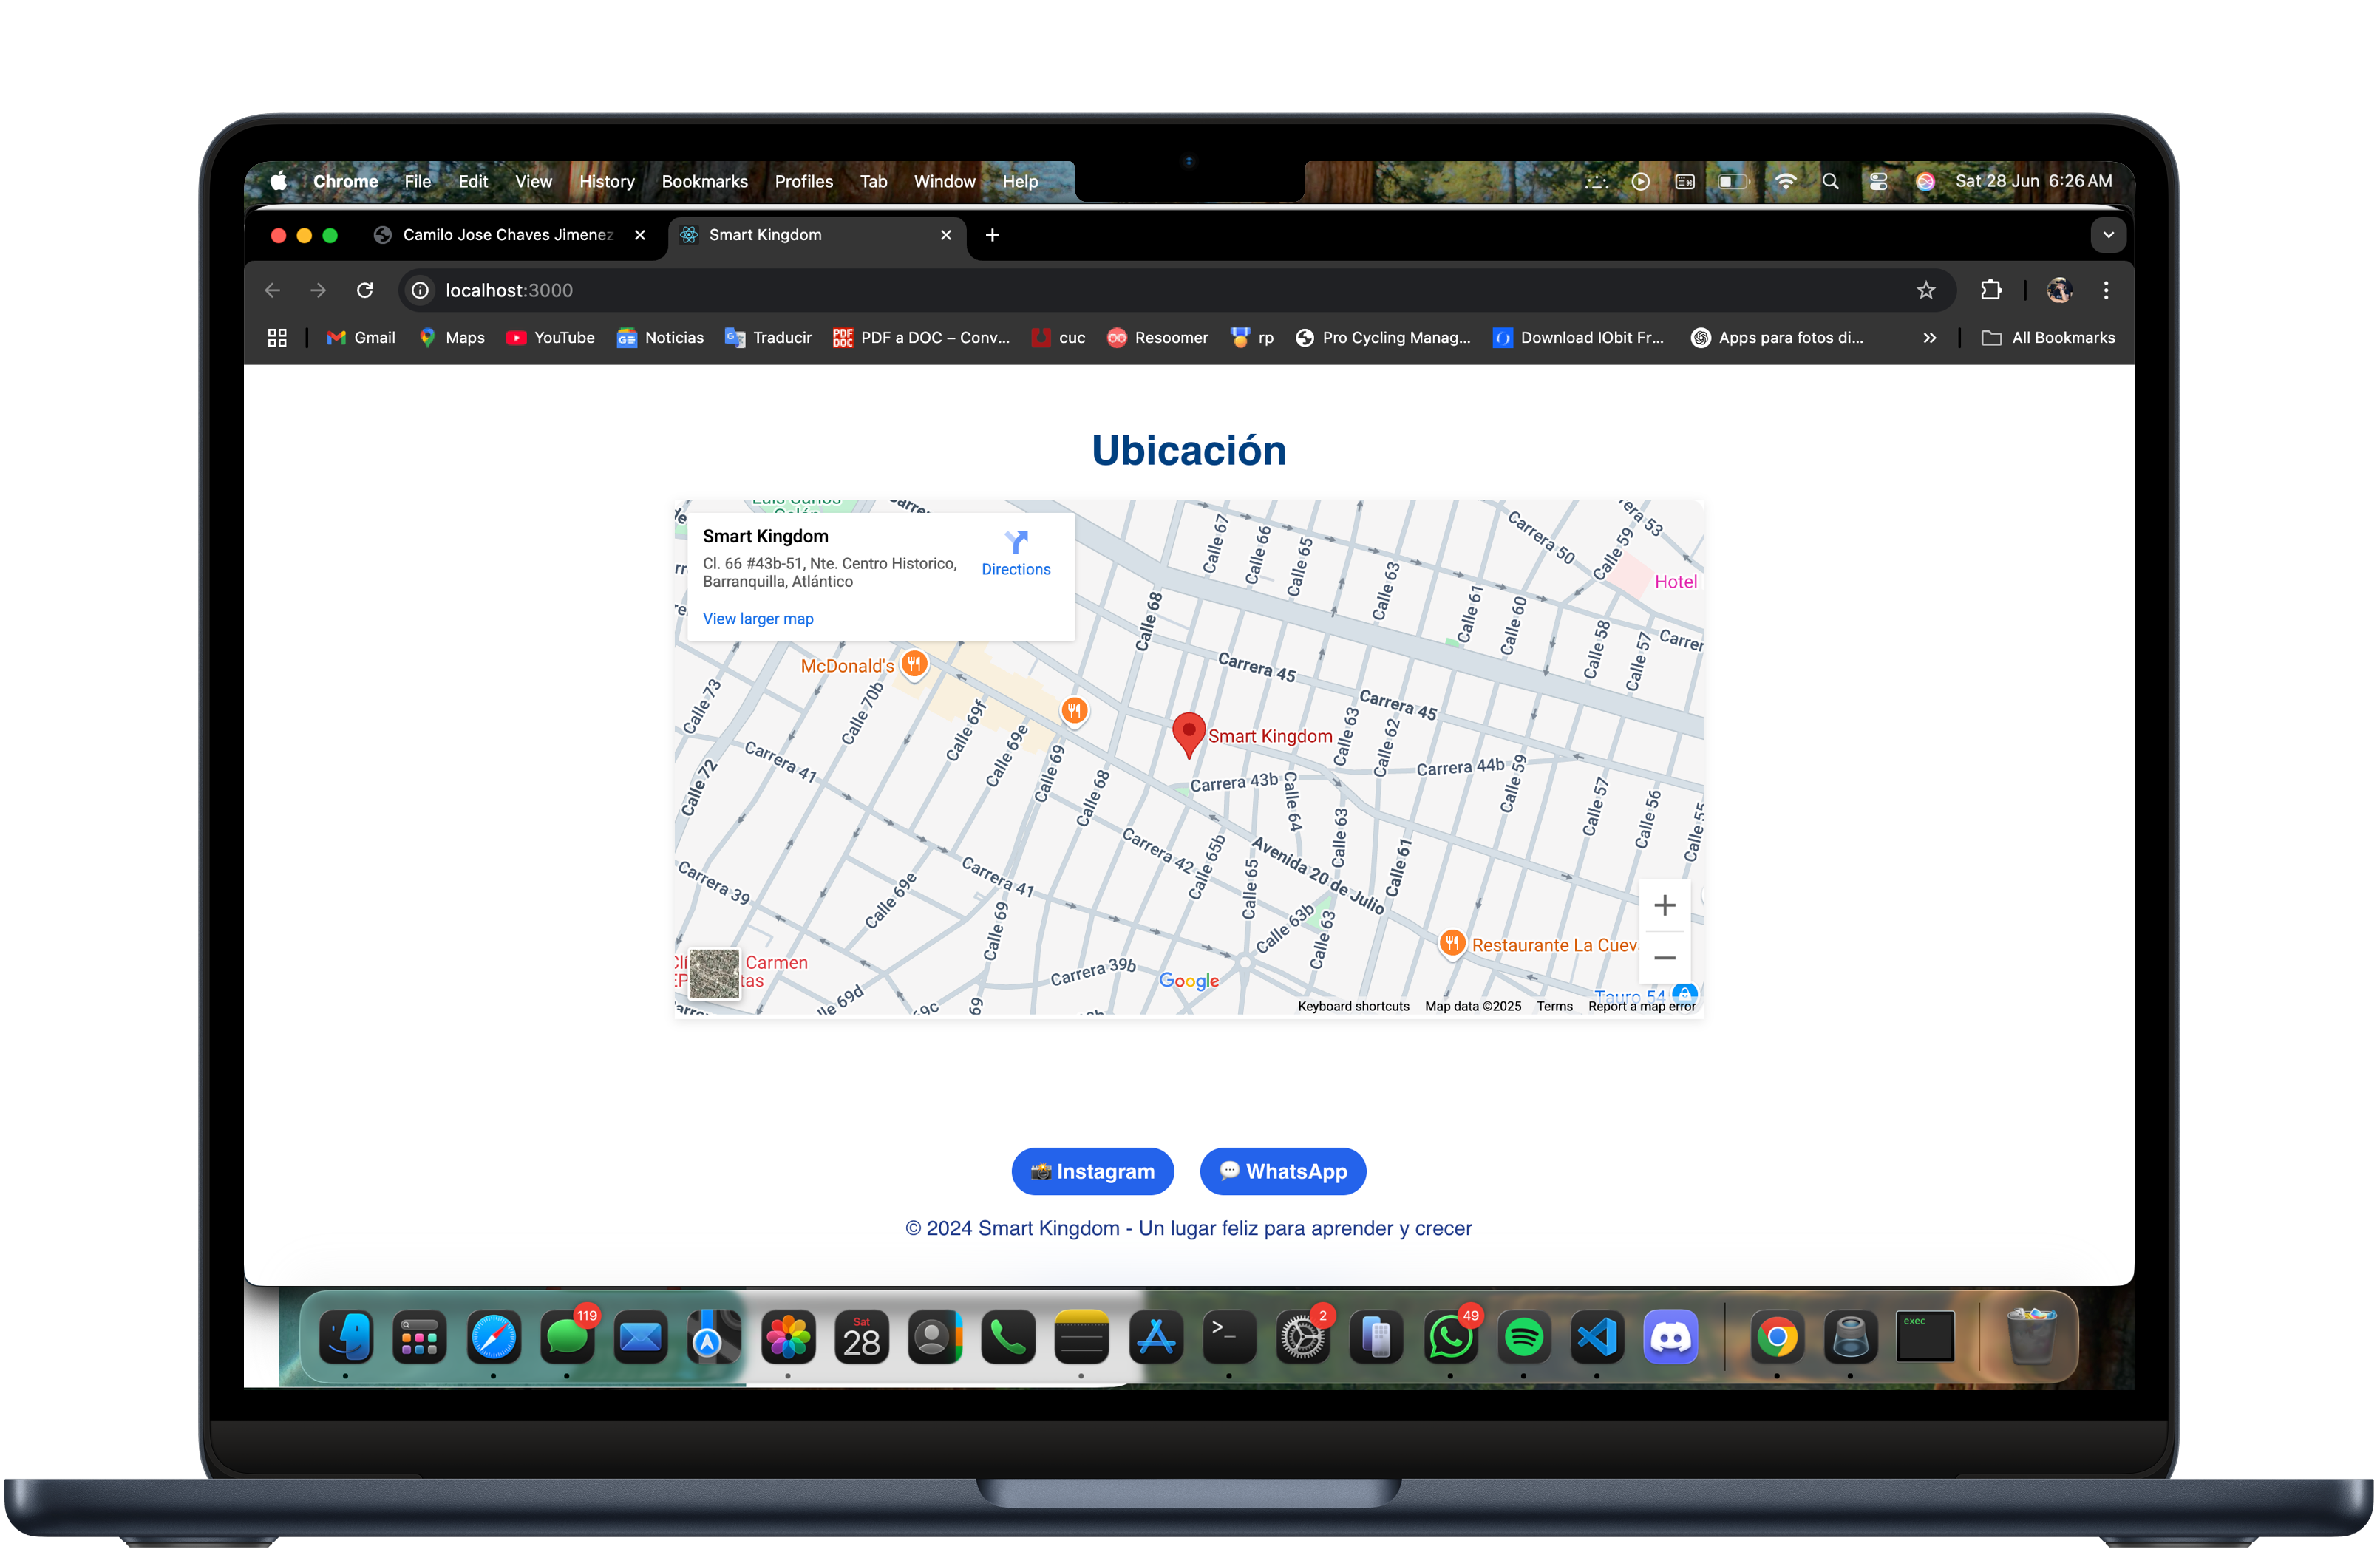 Chrome File Edit View History Bookmarks Profiles Tab Window Help Sat 28 Jun 6:26 AM
Camilo Jose Chaves Jimenez Smart Kingdom
localhost:3000
Gmail Maps YouTube Noticias Traducir PDF a DOC – Conv... cuc Resoomer rp Pro Cycling Manag... Download IObit Fr... Apps para fotos di... » All Bookmarks
Ubicación
Smart Kingdom
Cl. 66 #43b-51, Nte. Centro Historico,
Barranquilla, Atlántico
Directions
View larger map
Calle 67
Calle 66
Calle 65
Calle 63
Carrera 50
Calle 59
Hotel
Calle 68
Calle 61
Calle 60
Calle 58
Calle 57
McDonald's
Carrera 45
Carrera 45
Calle 73
Calle 70b
Calle 69f
Calle 69e
Calle 69
Calle 68
Smart Kingdom
Calle 63
Calle 62
Carrera 41
Calle 72
Carrera 43b
Calle 64
Carrera 44b
Calle 59
Calle 57
Calle 56
Carrera 42
Calle 65b
Avenida 20 de Julio
Calle 63
Calle 61
Carrera 39
Calle 69e
Carrera 41
Calle 65
Calle 69
Calle 63b
Calle 63
Restaurante La Cueva
Carmen
Carrera 39b
Google
Tauro 54
Keyboard shortcuts Map data ©2025 Terms Report a map error
Instagram WhatsApp
© 2024 Smart Kingdom - Un lugar feliz para aprender y crecer
119
Sat
28
2
49
exec